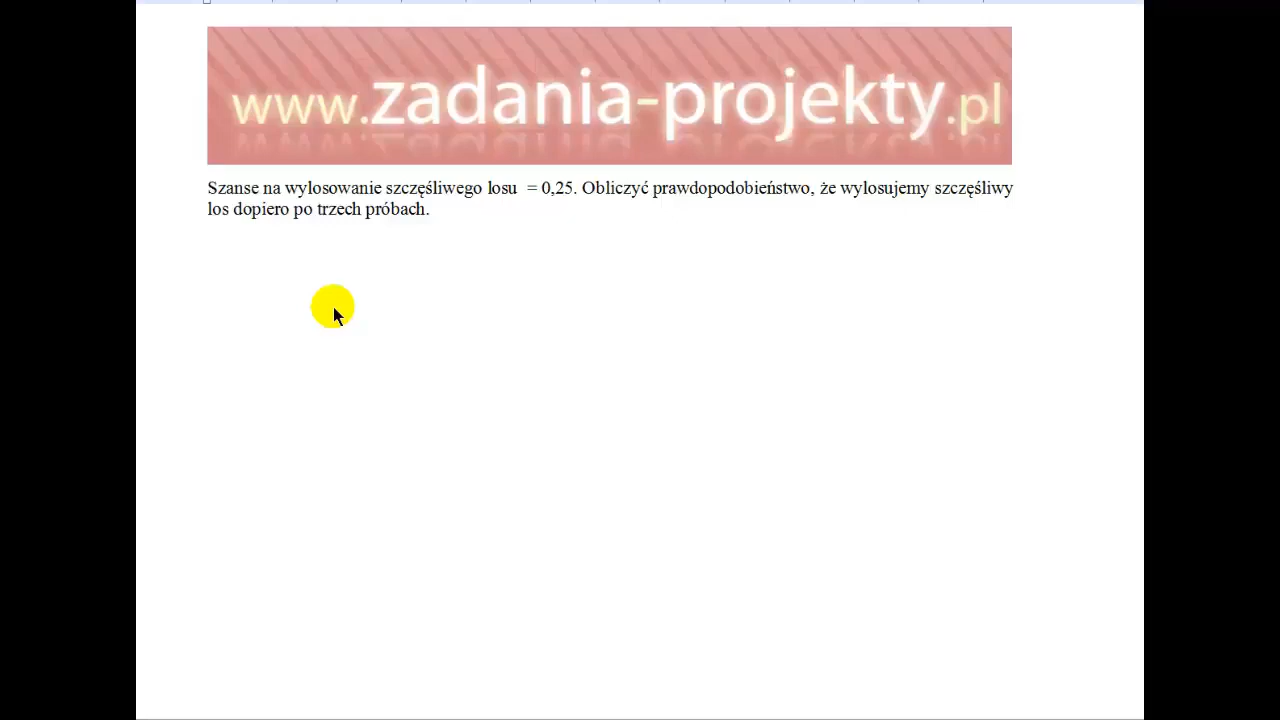 www.zadania-projekty.pl
Szanse na wylosowanie szczęśliwego losu = 0,25. Obliczyć prawdopodobieństwo, że wylosujemy szczęśliwy
los dopiero po trzech próbach.